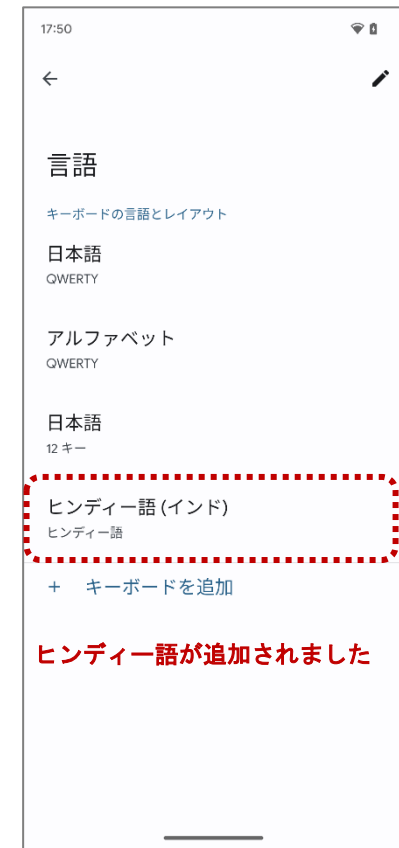 17:50
言語
キーボードの言語とレイアウト
日本語
QWERTY
アルファベット
QWERTY
日本語
12 キー
ヒンディー語 (インド)
ヒンディー語
+ キーボードを追加
ヒンディー語が追加されました